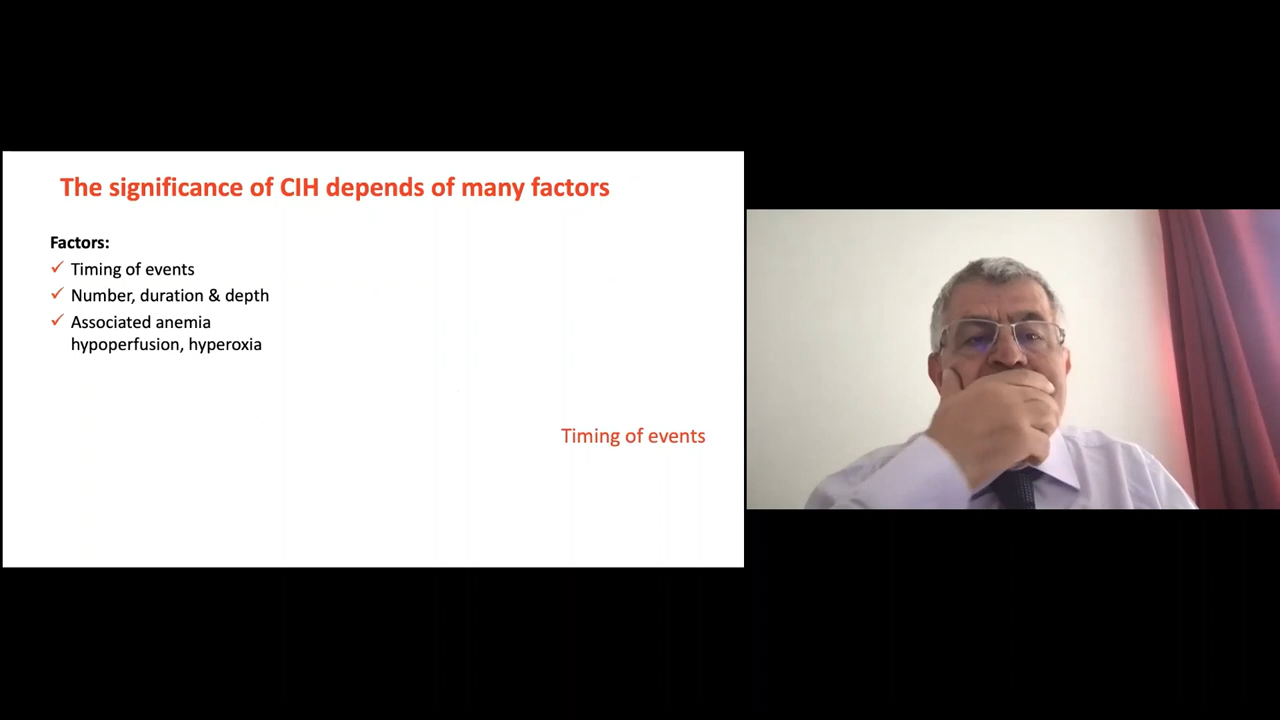 The significance of CIH depends of many factors
Factors:
✓ Timing of events
✓ Number, duration & depth
✓ Associated anemia
hypoperfusion, hyperoxia
Timing of events